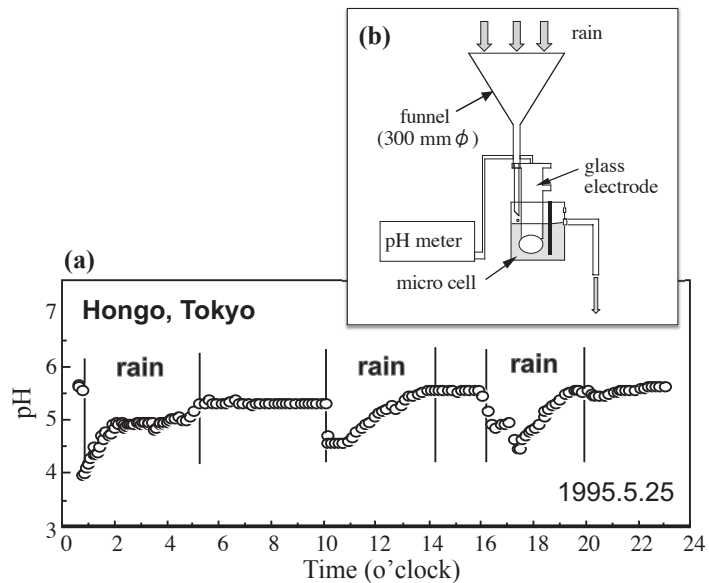 (b)
rain
funnel
(300 mm ϕ)
glass
electrode
pH meter
micro cell
(a)
Hongo, Tokyo
rain
rain
rain
1995.5.25
pH
7
6
5
4
3
0 2 4 6 8 10 12 14 16 18 20 22 24
Time (o’clock)